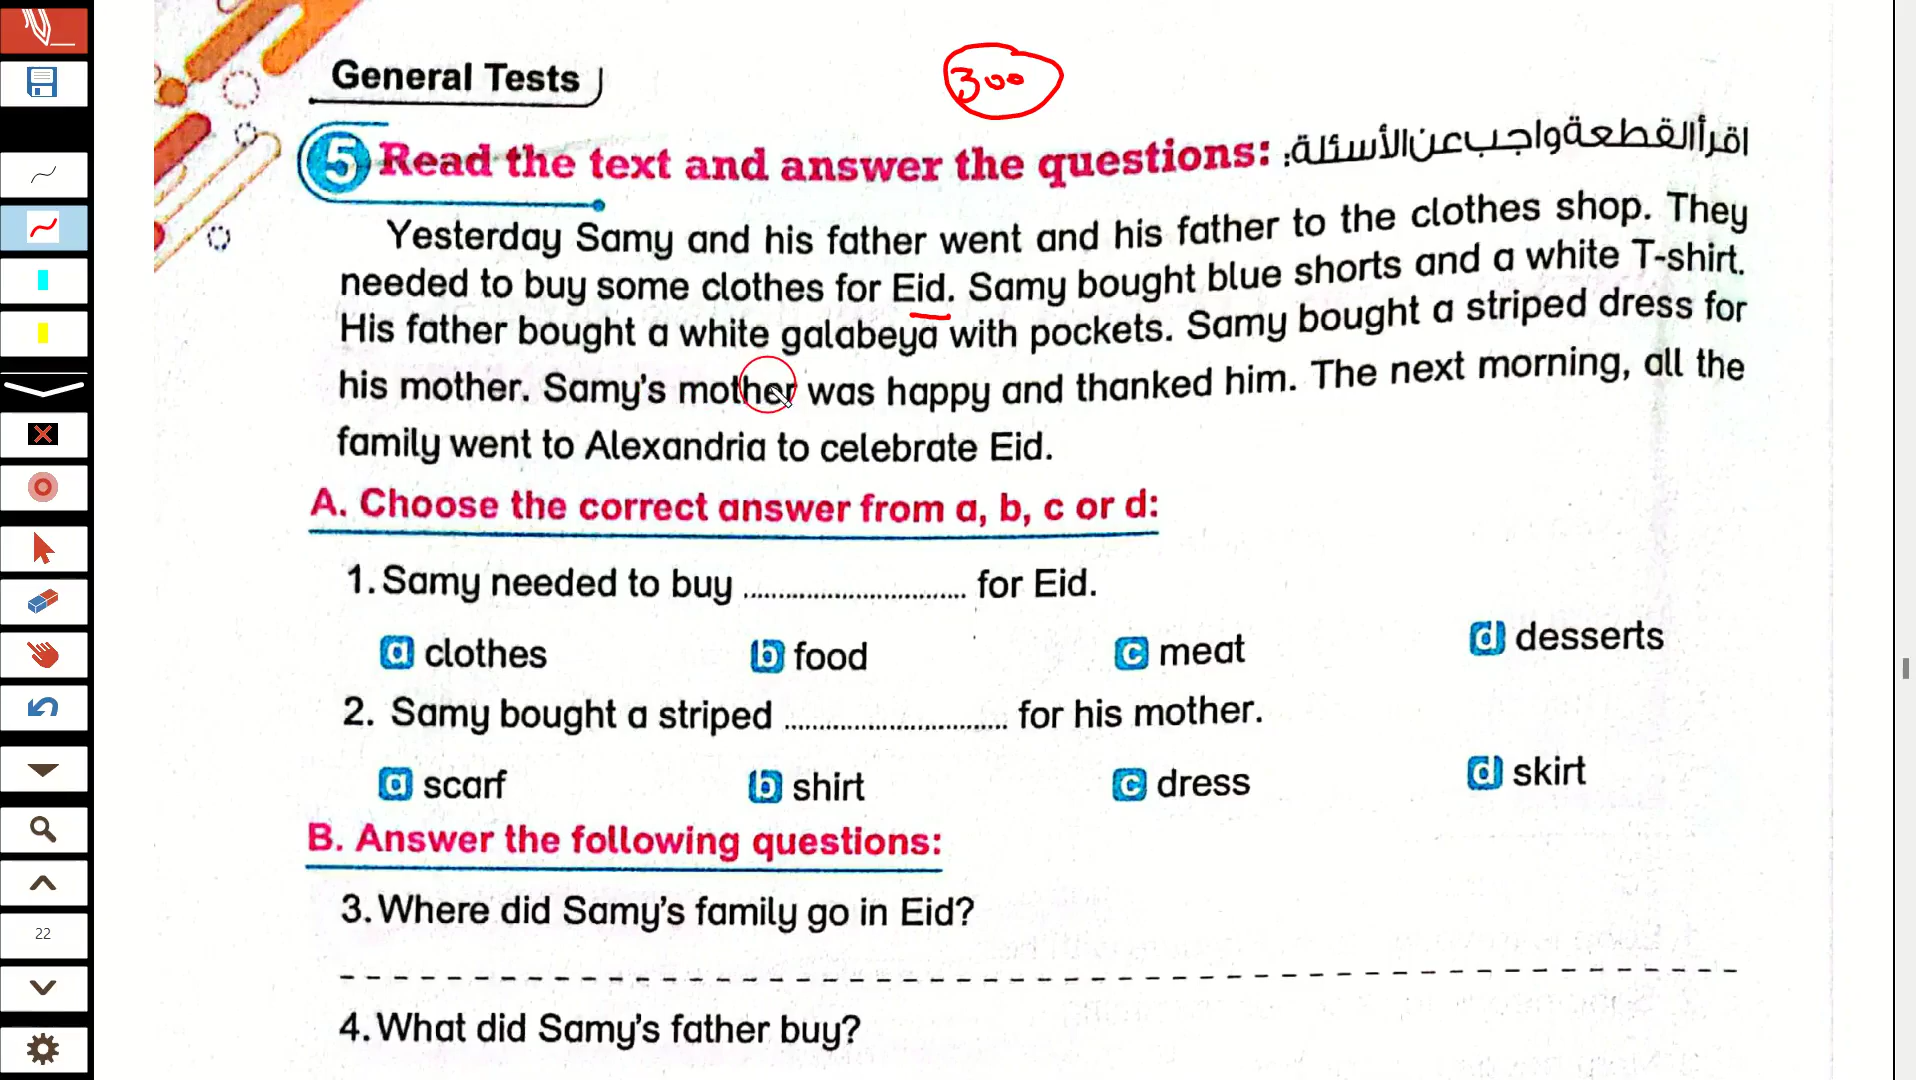 General Tests
300
5 Read the text and answer the questions: اقرأ القطعة واجب عن الأسئلة:
Yesterday Samy and his father went and his father to the clothes shop. They
needed to buy some clothes for Eid. Samy bought blue shorts and a white T-shirt.
His father bought a white galabeya with pockets. Samy bought a striped dress for
his mother. Samy's mother was happy and thanked him. The next morning, all the
family went to Alexandria to celebrate Eid.
A. Choose the correct answer from a, b, c or d:
1. Samy needed to buy ................................ for Eid.
a clothes b food c meat d desserts
2. Samy bought a striped ................................ for his mother.
a scarf b shirt c dress d skirt
B. Answer the following questions:
3. Where did Samy's family go in Eid?
4. What did Samy's father buy?
22